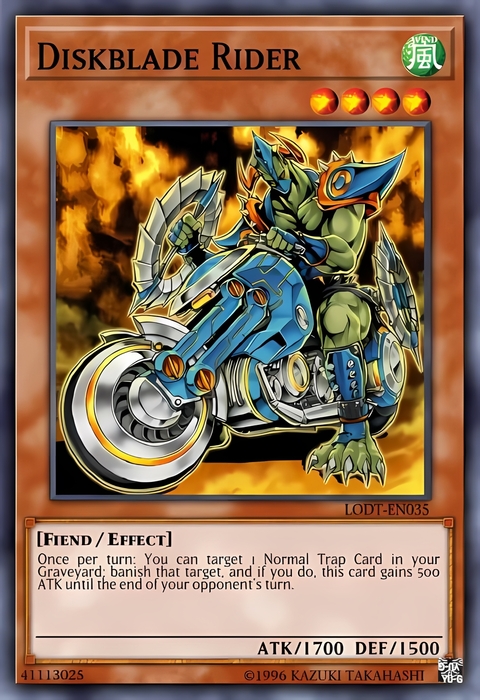 Diskblade Rider
WIND
風
LODT-EN035
[Fiend / Effect]
Once per turn: You can target 1 Normal Trap Card in your
Graveyard; banish that target, and if you do, this card gains 500
ATK until the end of your opponent's turn.
ATK/1700 DEF/1500
41113025
©1996 KAZUKI TAKAHASHI